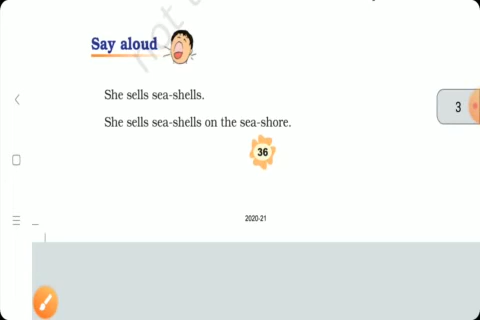 Say aloud
She sells sea-shells.
She sells sea-shells on the sea-shore.
3
36
2020-21